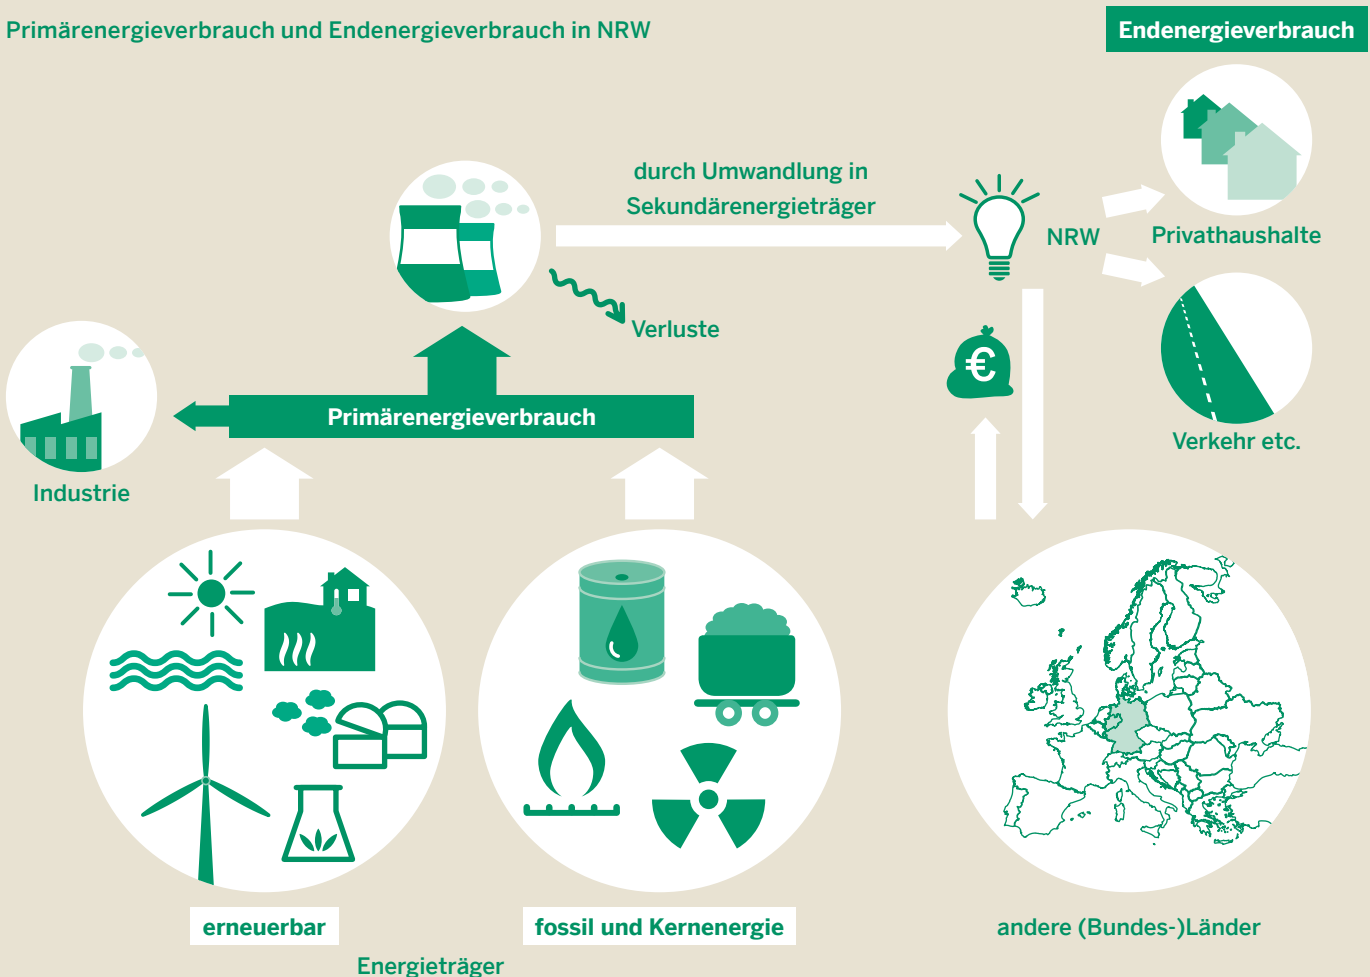 Primärenergieverbrauch und Endenergieverbrauch in NRW
Endenergieverbrauch
durch Umwandlung in
Sekundärenergieträger
NRW
Privathaushalte
Verluste
€
Primärenergieverbrauch
Verkehr etc.
Industrie
erneuerbar
fossil und Kernenergie
andere (Bundes-)Länder
Energieträger